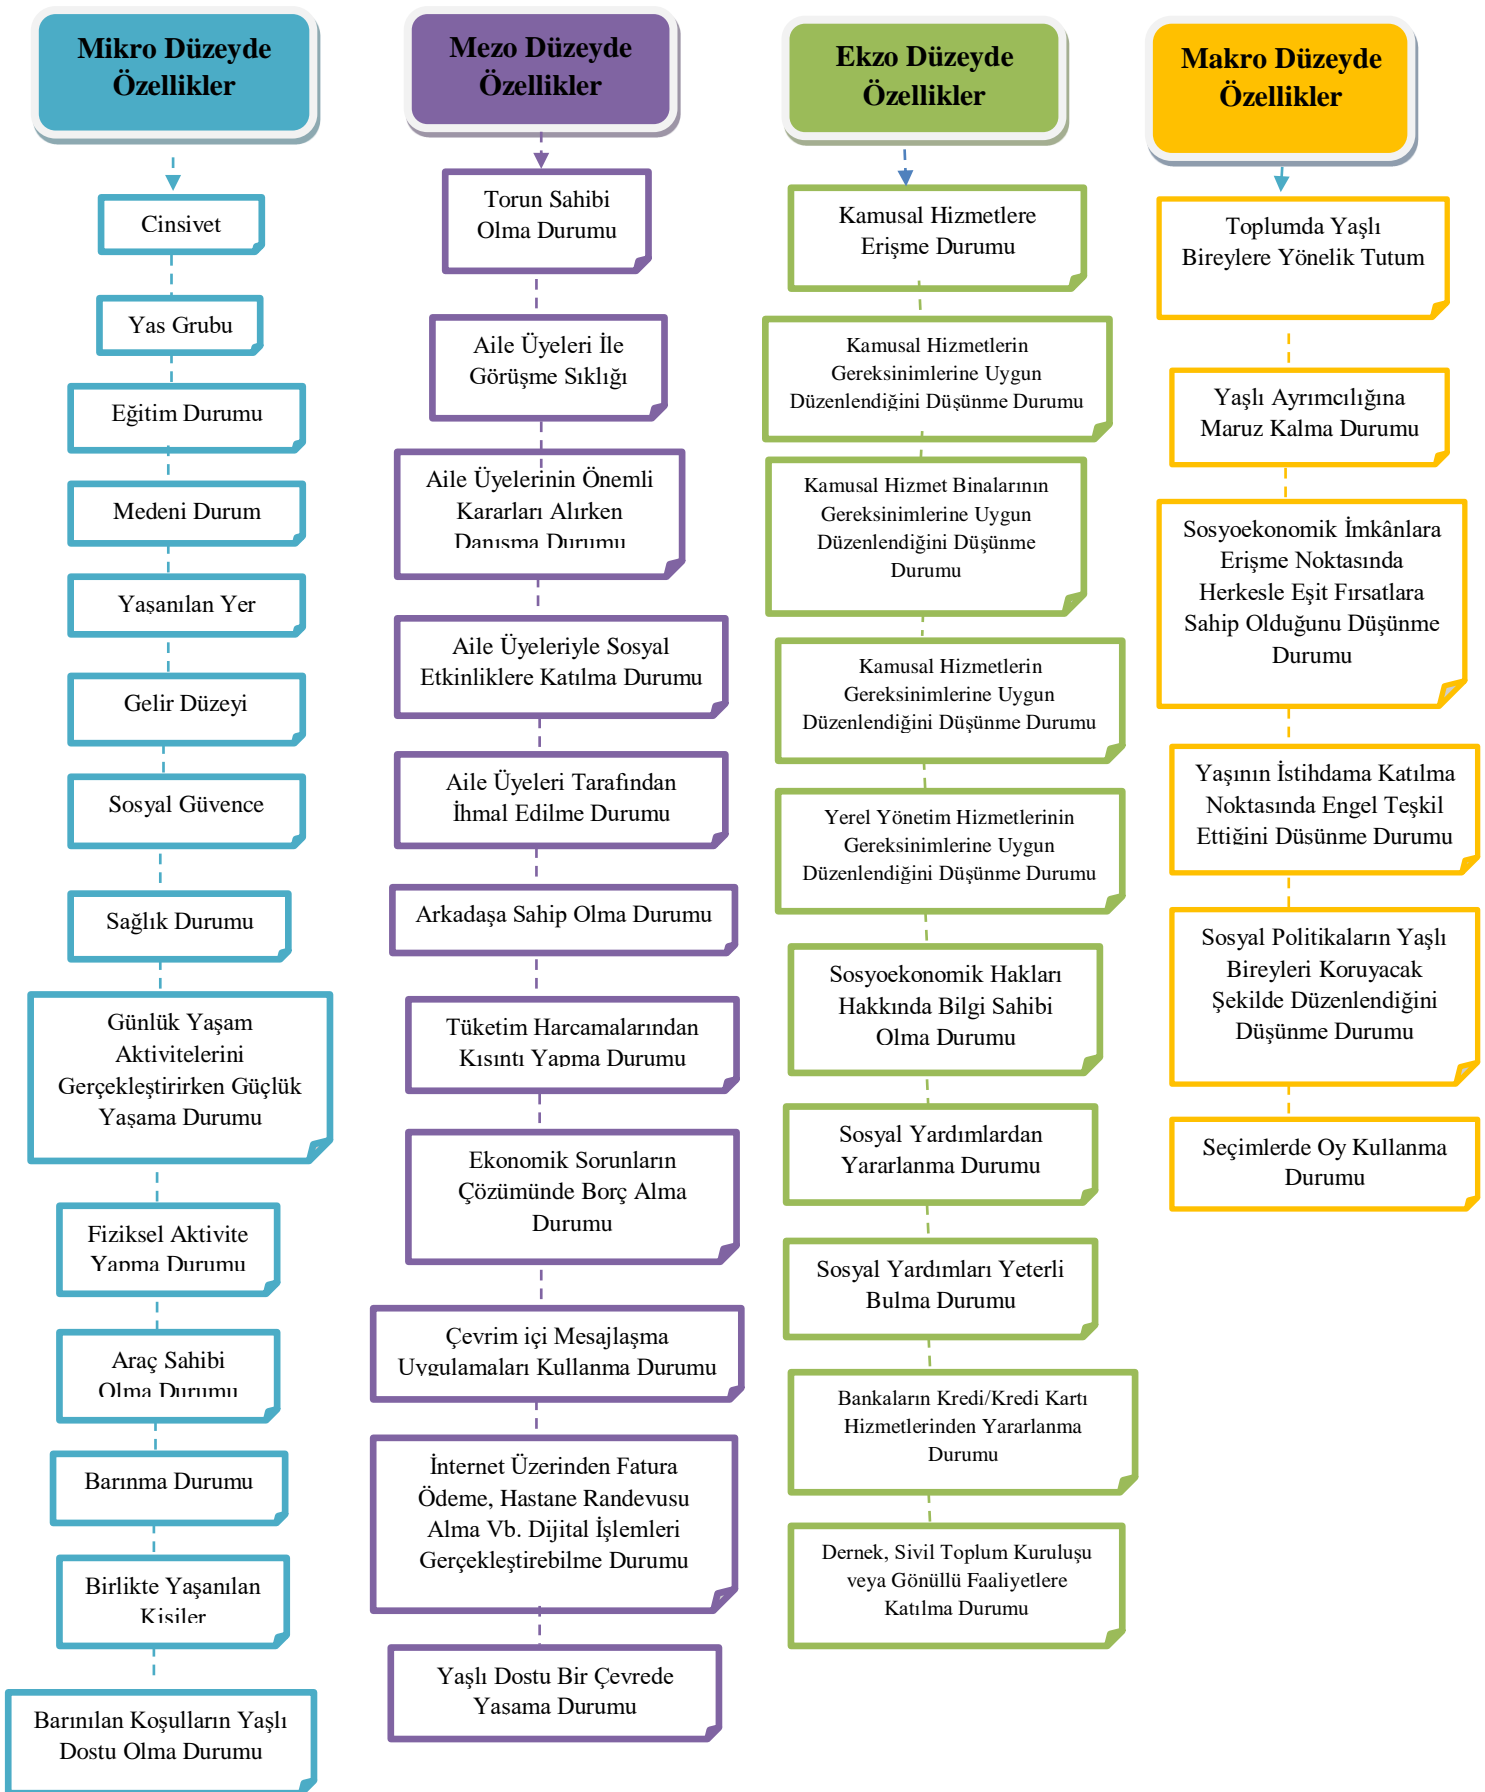 Mikro Düzeyde
Özellikler
Cinsiyet
Yaş Grubu
Eğitim Durumu
Medeni Durum
Yaşanılan Yer
Gelir Düzeyi
Sosyal Güvence
Sağlık Durumu
Günlük Yaşam
Aktivitelerini
Gerçekleştirirken Güçlük
Yaşama Durumu
Fiziksel Aktivite
Yapma Durumu
Araç Sahibi
Olma Durumu
Barınma Durumu
Birlikte Yaşanılan
Kişiler
Barınılan Koşulların Yaşlı
Dostu Olma Durumu
Mezo Düzeyde
Özellikler
Torun Sahibi
Olma Durumu
Aile Üyeleri İle
Görüşme Sıklığı
Aile Üyelerinin Önemli
Kararları Alırken
Danışma Durumu
Aile Üyeleriyle Sosyal
Etkinliklere Katılma Durumu
Aile Üyeleri Tarafından
İhmal Edilme Durumu
Arkadaşa Sahip Olma Durumu
Tüketim Harcamalarından
Kısıntı Yapma Durumu
Ekonomik Sorunların
Çözümünde Borç Alma
Durumu
Çevrim içi Mesajlaşma
Uygulamaları Kullanma Durumu
İnternet Üzerinden Fatura
Ödeme, Hastane Randevusu
Alma Vb. Dijital İşlemleri
Gerçekleştirebilme Durumu
Yaşlı Dostu Bir Çevrede
Yaşama Durumu
Ekzo Düzeyde
Özellikler
Kamusal Hizmetlere
Erişme Durumu
Kamusal Hizmetlerin
Gereksinimlerine Uygun
Düzenlendiğini Düşünme Durumu
Kamusal Hizmet Binalarının
Gereksinimlerine Uygun
Düzenlendiğini Düşünme
Durumu
Kamusal Hizmetlerin
Gereksinimlerine Uygun
Düzenlendiğini Düşünme Durumu
Yerel Yönetim Hizmetlerinin
Gereksinimlerine Uygun
Düzenlendiğini Düşünme Durumu
Sosyoekonomik Hakları
Hakkında Bilgi Sahibi
Olma Durumu
Sosyal Yardımlardan
Yararlanma Durumu
Sosyal Yardımları Yeterli
Bulma Durumu
Bankaların Kredi/Kredi Kartı
Hizmetlerinden Yararlanma
Durumu
Dernek, Sivil Toplum Kuruluşu
veya Gönüllü Faaliyetlere
Katılma Durumu
Makro Düzeyde
Özellikler
Toplumda Yaşlı
Bireylere Yönelik Tutum
Yaşlı Ayrımcılığına
Maruz Kalma Durumu
Sosyoekonomik İmkânlara
Erişme Noktasında
Herkesle Eşit Fırsatlara
Sahip Olduğunu Düşünme
Durumu
Yaşının İstihdama Katılma
Noktasında Engel Teşkil
Ettiğini Düşünme Durumu
Sosyal Politikaların Yaşlı
Bireyleri Koruyacak
Şekilde Düzenlendiğini
Düşünme Durumu
Seçimlerde Oy Kullanma
Durumu